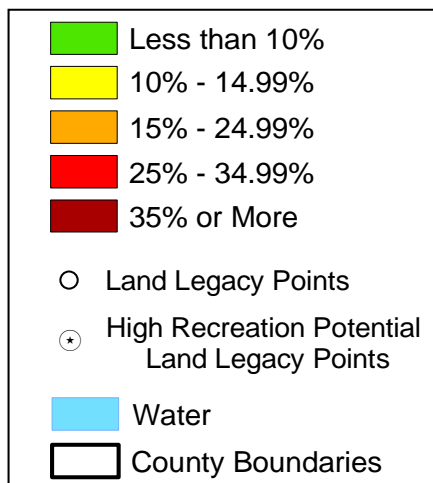 Less than 10%
10% - 14.99%
15% - 24.99%
25% - 34.99%
35% or More
Land Legacy Points
High Recreation Potential
Land Legacy Points
Water
County Boundaries